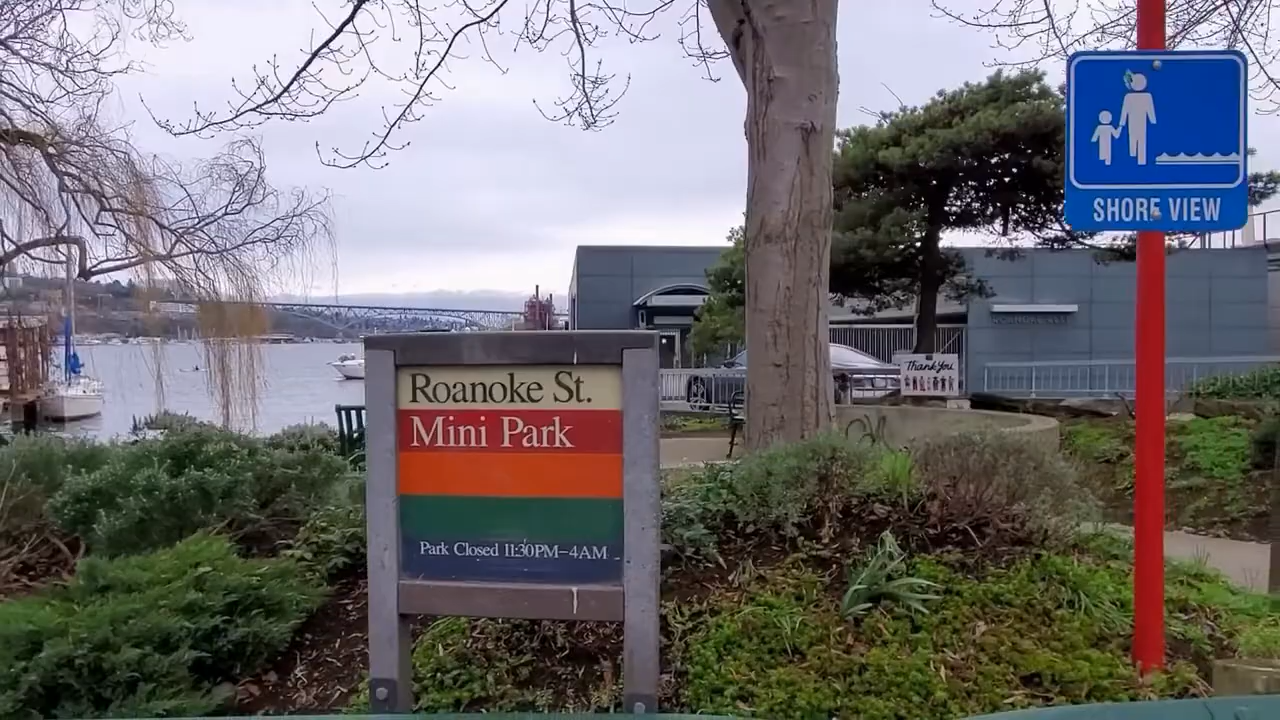 Roanoke St.
Mini Park
Park Closed 11:30PM–4AM
SHORE VIEW
Thank You